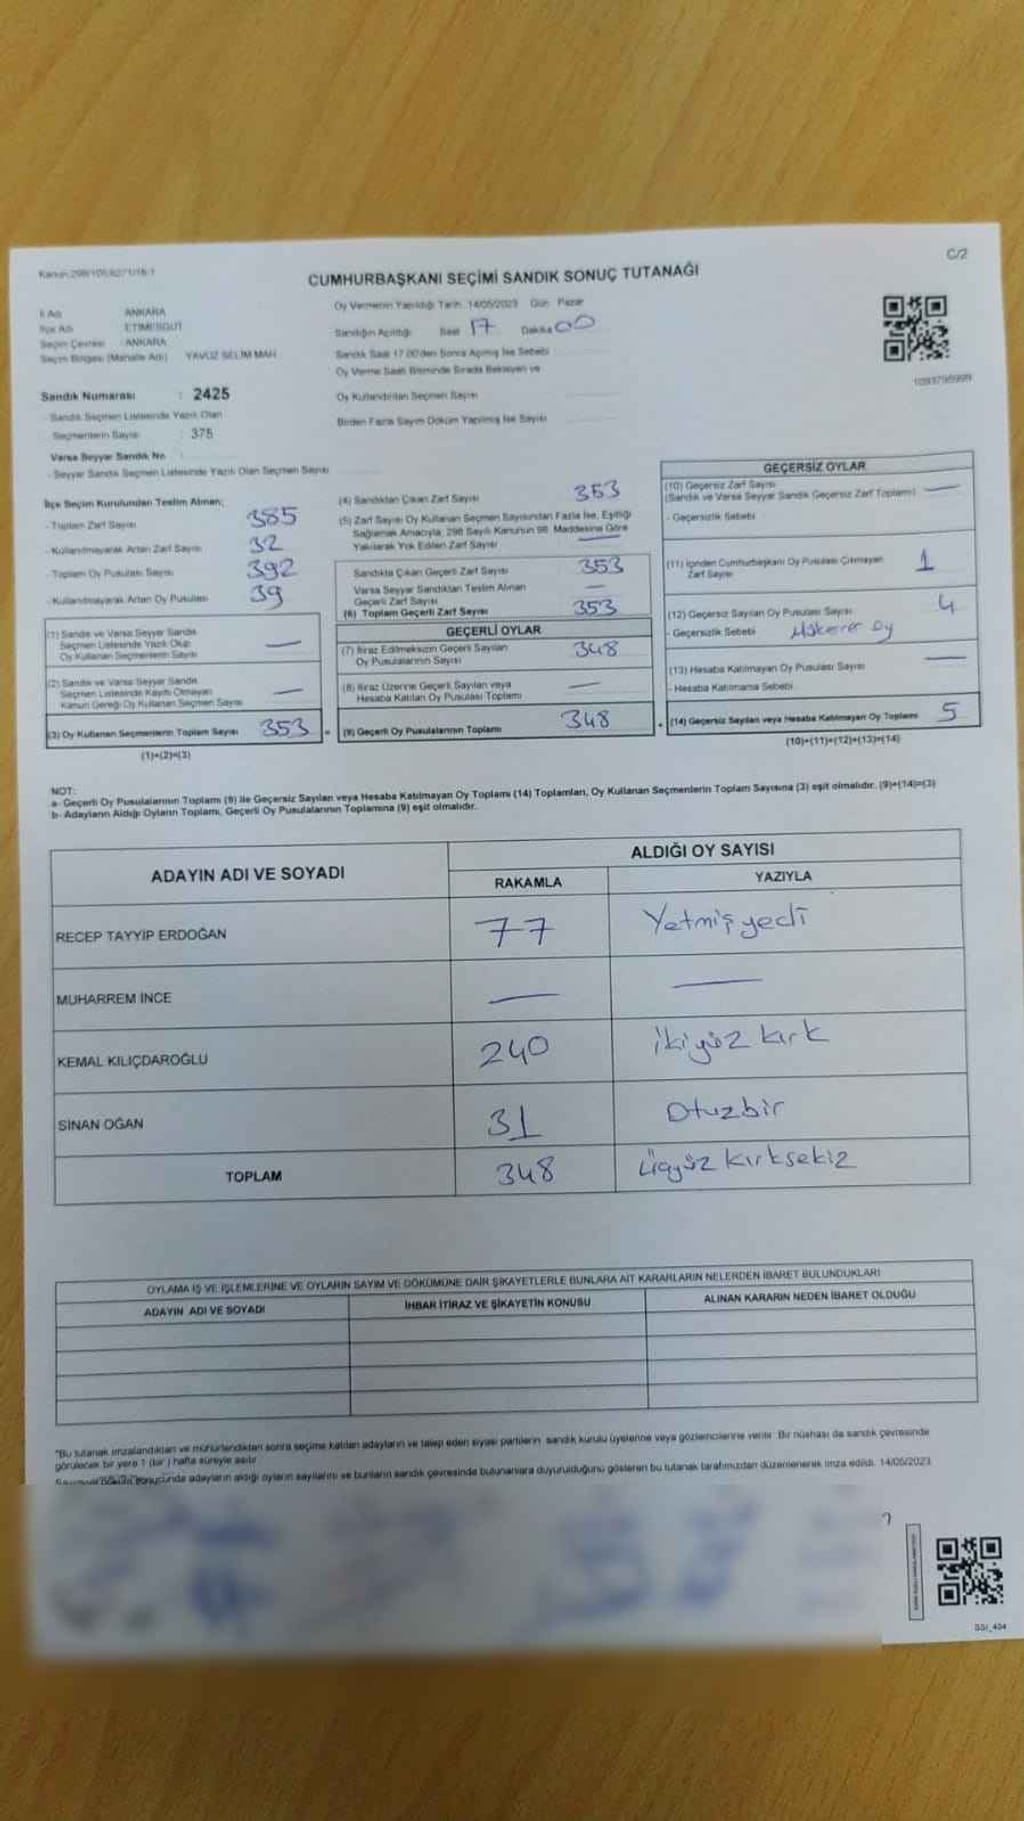 C/2
CUMHURBAŞKANI SEÇİMİ SANDIK SONUÇ TUTANAĞI
İl Adı ANKARA
İlçe Adı ETİMESGUT
Seçim Çevresi ANKARA
Seçim Bölgesi (Mahalle Adı) YAVUZ SELİM MAH
Oy Vermenin Yapıldığı Tarih 14/05/2023 Gün Pazar
Sandığın Açıldığı Saat 17 Dakika 00
Sandık Saat 17.00'den Sonra Açılmış İse Sebebi
Oy Verme Saati Bitiminde Sırada Bekleyen ve
Oy Kullandırılan Seçmen Sayısı
Birden Fazla Sayım Döküm Yapılmış İse Sayısı
Sandık Numarası : 2425
- Sandık Seçmen Listesinde Yazılı Olan
Seçmenlerin Sayısı : 375
Varsa Seyyar Sandık No
- Seyyar Sandık Seçmen Listesinde Yazılı Olan Seçmen Sayısı
İlçe Seçim Kurulundan Teslim Alınan;
- Toplam Zarf Sayısı 385
- Kullanılmayarak Artan Zarf Sayısı 32
- Toplam Oy Pusulası Sayısı 392
- Kullanılmayarak Artan Oy Pusulası 39
(1) Sandık ve Varsa Seyyar Sandık
Seçmen Listesinde Yazılı Olup
Oy Kullanan Seçmenlerin Sayısı —
(2) Sandık ve Varsa Seyyar Sandık
Seçmen Listesinde Kayıtlı Olmayan
Kanun Gereği Oy Kullanan Seçmen Sayısı —
(3) Oy Kullanan Seçmenlerin Toplam Sayısı 353
(1)+(2)=(3)
(4) Sandıktan Çıkan Zarf Sayısı 353
(5) Zarf Sayısı Oy Kullanan Seçmen Sayısından Fazla İse, Eşitliği
Sağlamak Amacıyla, 298 Sayılı Kanunun 98. Maddesine Göre
Yakılarak Yok Edilen Zarf Sayısı —
Sandıkta Çıkan Geçerli Zarf Sayısı 353
Varsa Seyyar Sandıktan Teslim Alınan
Geçerli Zarf Sayısı —
(6) Toplam Geçerli Zarf Sayısı 353
GEÇERLİ OYLAR
(7) İtiraz Edilmeksizin Geçerli Sayılan
Oy Pusulalarının Sayısı 348
(8) İtiraz Üzerine Geçerli Sayılan veya
Hesaba Katılan Oy Pusulası Toplamı —
(9) Geçerli Oy Pusulalarının Toplamı 348
GEÇERSİZ OYLAR
(10) Geçersiz Zarf Sayısı
(Sandık ve Varsa Seyyar Sandık Geçersiz Zarf Toplamı) —
- Geçersizlik Sebebi
(11) İçinden Cumhurbaşkanı Oy Pusulası Çıkmayan
Zarf Sayısı 1
(12) Geçersiz Sayılan Oy Pusulası Sayısı 4
- Geçersizlik Sebebi Mükerrer oy
(13) Hesaba Katılmayan Oy Pusulası Sayısı —
- Hesaba Katılmama Sebebi
(14) Geçersiz Sayılan veya Hesaba Katılmayan Oy Toplamı 5
(10)+(11)+(12)+(13)=(14)
NOT:
a- Geçerli Oy Pusulalarının Toplamı (9) ile Geçersiz Sayılan veya Hesaba Katılmayan Oy Toplamı (14) Toplamları, Oy Kullanan Seçmenlerin Toplam Sayısına (3) eşit olmalıdır. (9)+(14)=(3)
b- Adayların Aldığı Oyların Toplamı, Geçerli Oy Pusulalarının Toplamına (9) eşit olmalıdır.
ADAYIN ADI VE SOYADI ALDIĞI OY SAYISI
RAKAMLA YAZIYLA
RECEP TAYYİP ERDOĞAN 77 Yetmişyedi
MUHARREM İNCE — —
KEMAL KILIÇDAROĞLU 240 ikiyüz kırk
SİNAN OĞAN 31 Otuzbir
TOPLAM 348 Üçyüz kırksekiz
OYLAMA İŞ VE İŞLEMLERİNE VE OYLARIN SAYIM VE DÖKÜMÜNE DAİR ŞİKAYETLERLE BUNLARA AİT KARARLARIN NELERDEN İBARET BULUNDUKLARI
ADAYIN ADI VE SOYADI İHBAR İTİRAZ VE ŞİKAYETİN KONUSU ALINAN KARARIN NEDEN İBARET OLDUĞU
*Bu tutanak imzalandıktan ve mühürlendikten sonra seçime katılan adayların ve talep eden siyasi partilerin sandık kurulu üyelerine veya gözlemcilerine verilir. Bir nüshası da sandık çevresinde
görülecek bir yere 1 (bir) hafta süreyle asılır.
sonucunda adayların aldığı oyların sayılarını ve bunların sandık çevresinde bulunanlara duyurulduğunu gösteren bu tutanak tarafımızdan düzenlenerek imza edildi. 14/05/2023